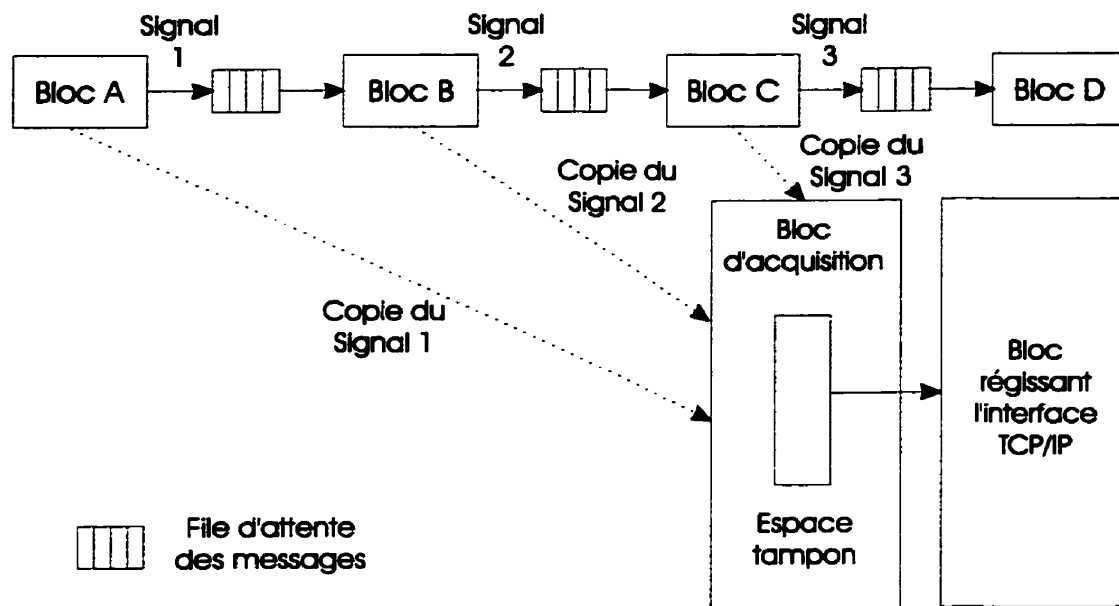 Signal
1
Signal
2
Signal
3
Bloc A
Bloc B
Bloc C
Bloc D
Copie du
Signal 3
Copie du
Signal 2
Copie du
Signal 1
Bloc
d'acquisition
Bloc
régissant
l'interface
TCP/IP
Espace
tampon
File d'attente
des messages